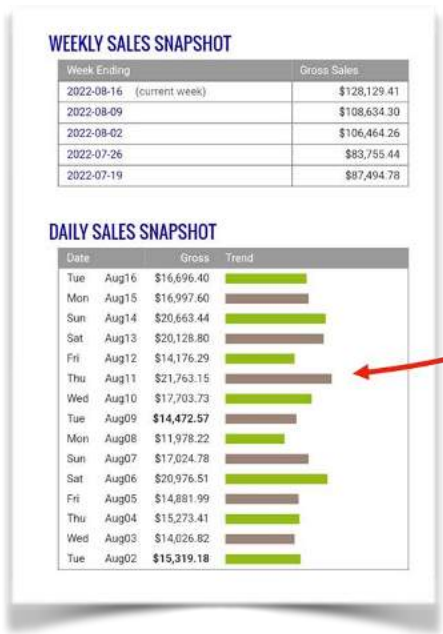 WEEKLY SALES SNAPSHOT
Week Ending Gross Sales
2022-08-16 (current week) $128,129.41
2022-08-09 $108,634.30
2022-08-02 $106,464.26
2022-07-26 $83,755.44
2022-07-19 $87,494.78
DAILY SALES SNAPSHOT
Date Gross Trend
Tue Aug16 $16,696.40
Mon Aug15 $16,997.60
Sun Aug14 $20,663.44
Sat Aug13 $20,128.80
Fri Aug12 $14,176.29
Thu Aug11 $21,763.15
Wed Aug10 $17,703.73
Tue Aug09 $14,472.57
Mon Aug08 $11,978.22
Sun Aug07 $17,024.78
Sat Aug06 $20,976.51
Fri Aug05 $14,881.99
Thu Aug04 $15,273.41
Wed Aug03 $14,026.82
Tue Aug02 $15,319.18